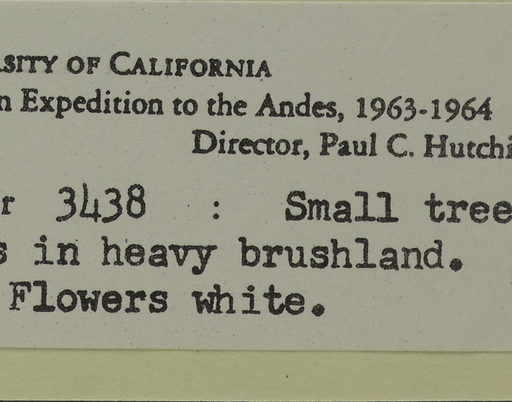 RSITY OF CALIFORNIA
n Expedition to the Andes, 1963-1964
Director, Paul C. Hutchi
r 3438 : Small tree
s in heavy brushland.
Flowers white.